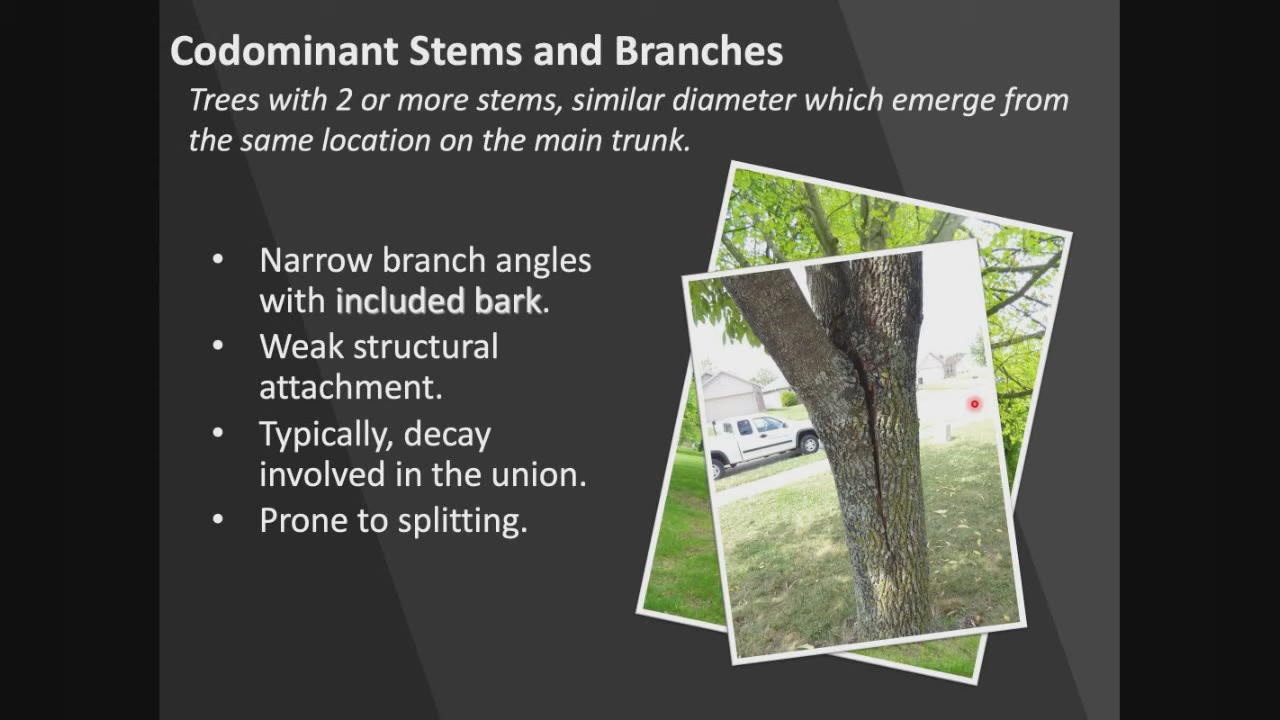 Codominant Stems and Branches
Trees with 2 or more stems, similar diameter which emerge from
the same location on the main trunk.
• Narrow branch angles
with included bark.
• Weak structural
attachment.
• Typically, decay
involved in the union.
• Prone to splitting.